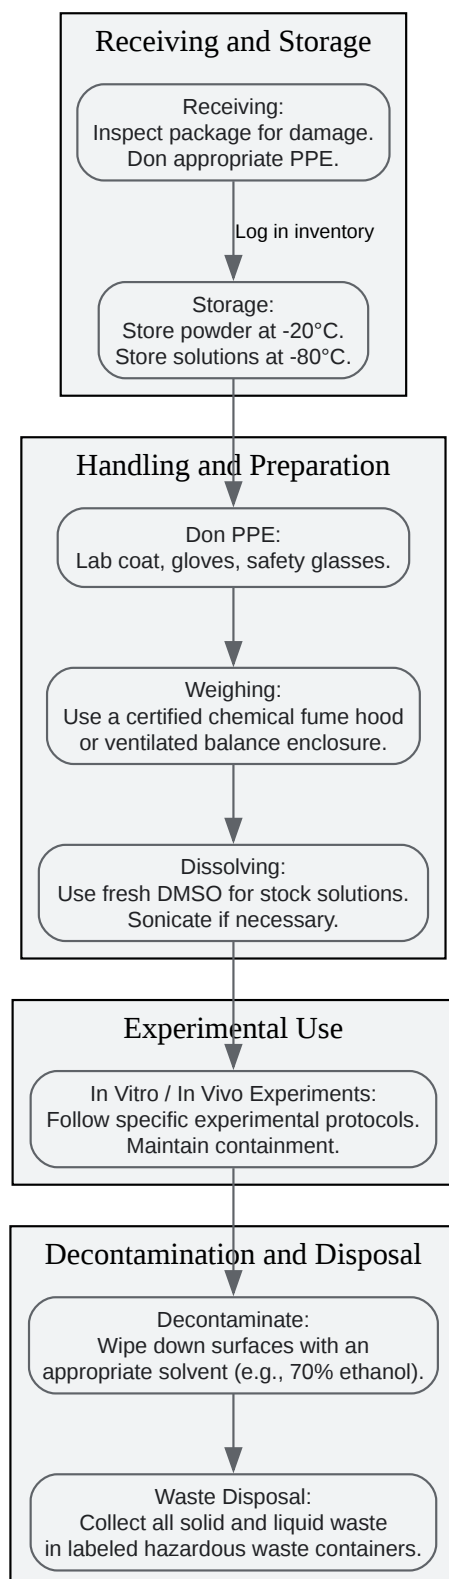 Receiving and Storage
Receiving:
Inspect package for damage.
Don appropriate PPE.
Log in inventory
Storage:
Store powder at -20°C.
Store solutions at -80°C.
Handling and Preparation
Don PPE:
Lab coat, gloves, safety glasses.
Weighing:
Use a certified chemical fume hood
or ventilated balance enclosure.
Dissolving:
Use fresh DMSO for stock solutions.
Sonicate if necessary.
Experimental Use
In Vitro / In Vivo Experiments:
Follow specific experimental protocols.
Maintain containment.
Decontamination and Disposal
Decontaminate:
Wipe down surfaces with an
appropriate solvent (e.g., 70% ethanol).
Waste Disposal:
Collect all solid and liquid waste
in labeled hazardous waste containers.